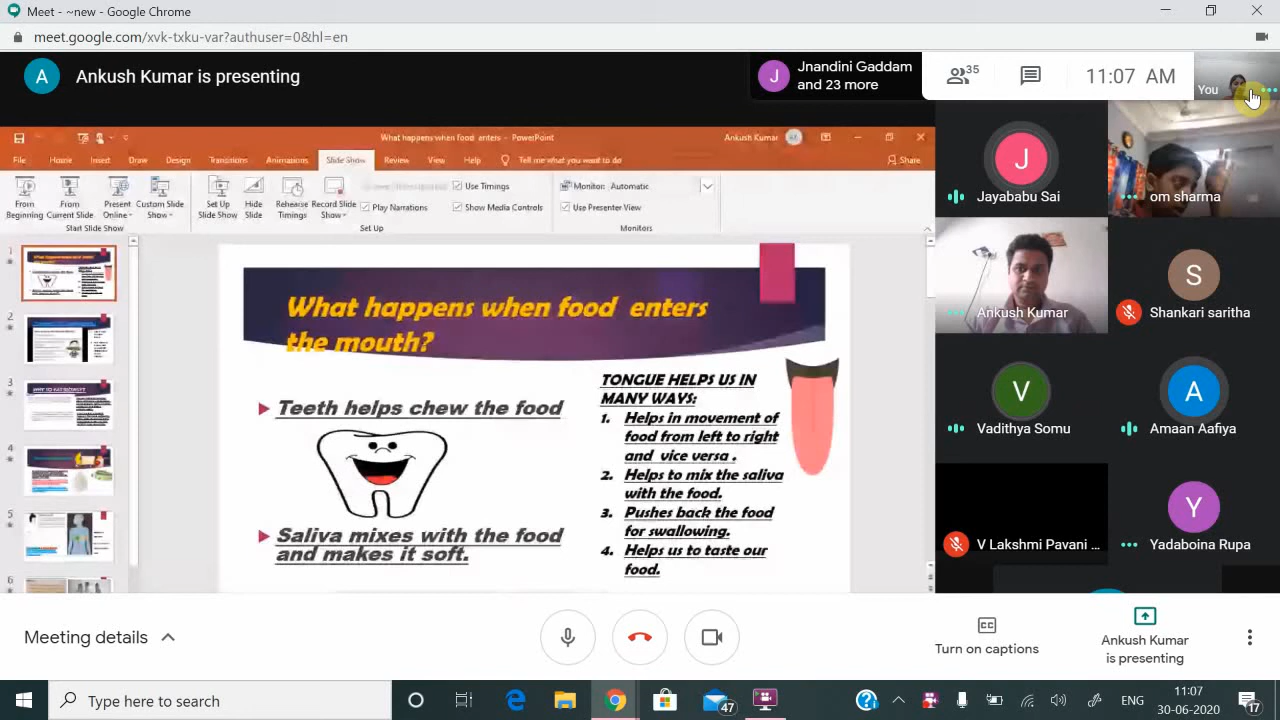 Meet - ~new - Google Chrome
meet.google.com/xvk-txku-var?authuser=0&hl=en
A Ankush Kumar is presenting
J Jnandini Gaddam
and 23 more
35
11:07 AM
You
What happens when food enters - PowerPoint
Ankush Kumar
File Home Insert Draw Design Transitions Animations Slide Show Review View Help Tell me what you want to do
Share
From Beginning
From Current Slide
Present Online
Custom Slide Show
Set Up Slide Show
Hide Slide
Rehearse Timings
Record Slide Show
Play Narrations
Use Timings
Show Media Controls
Monitor: Automatic
Use Presenter View
Start Slide Show
Set Up
Monitors
1
2
3
4
5
6
What happens when food enters
the mouth?
Teeth helps chew the food
Saliva mixes with the food
and makes it soft.
TONGUE HELPS US IN
MANY WAYS:
1. Helps in movement of
food from left to right
and vice versa .
2. Helps to mix the saliva
with the food.
3. Pushes back the food
for swallowing.
4. Helps us to taste our
food.
J
Jayababu Sai
om sharma
Ankush Kumar
S
Shankari saritha
V
Vadithya Somu
A
Amaan Aafiya
V Lakshmi Pavani ...
Y
Yadaboina Rupa
Meeting details
Turn on captions
Ankush Kumar
is presenting
Type here to search
47
ENG
11:07
30-06-2020
17